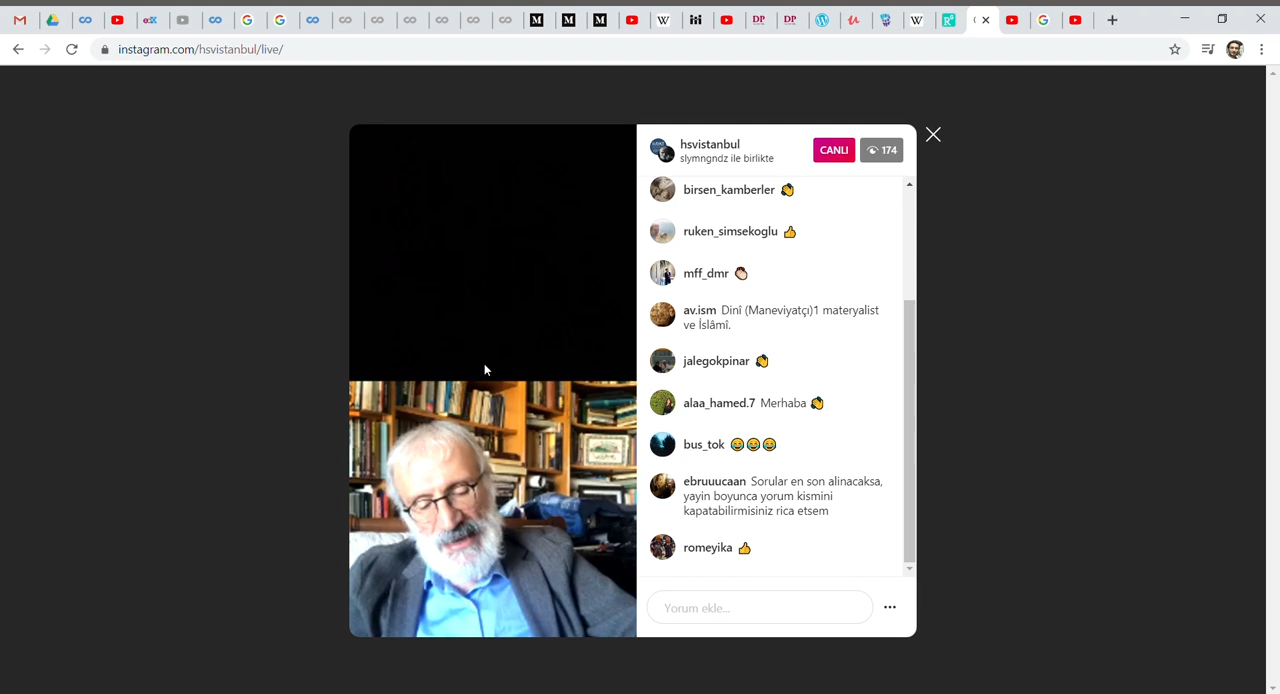 instagram.com/hsvistanbul/live/
hsvistanbul
slymngndz ile birlikte
CANLI
174
birsen_kamberler 👏
ruken_simsekoglu 👍
mff_dmr 👏🏻
av.ism Dinî (Maneviyatçı)1 materyalist
ve İslâmî.
jalegokpinar 👏
alaa_hamed.7 Merhaba 👏
bus_tok 😂😂😂
ebruuucaan Sorular en son alinacaksa,
yayin boyunca yorum kismini
kapatabilirmisiniz rica etsem
romeyika 👍
Yorum ekle...